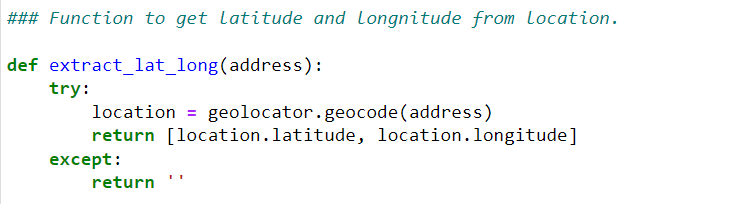 ### Function to get latitude and longnitude from location.
def extract_lat_long(address):
    try:
        location = geolocator.geocode(address)
        return [location.latitude, location.longitude]
    except:
        return ''